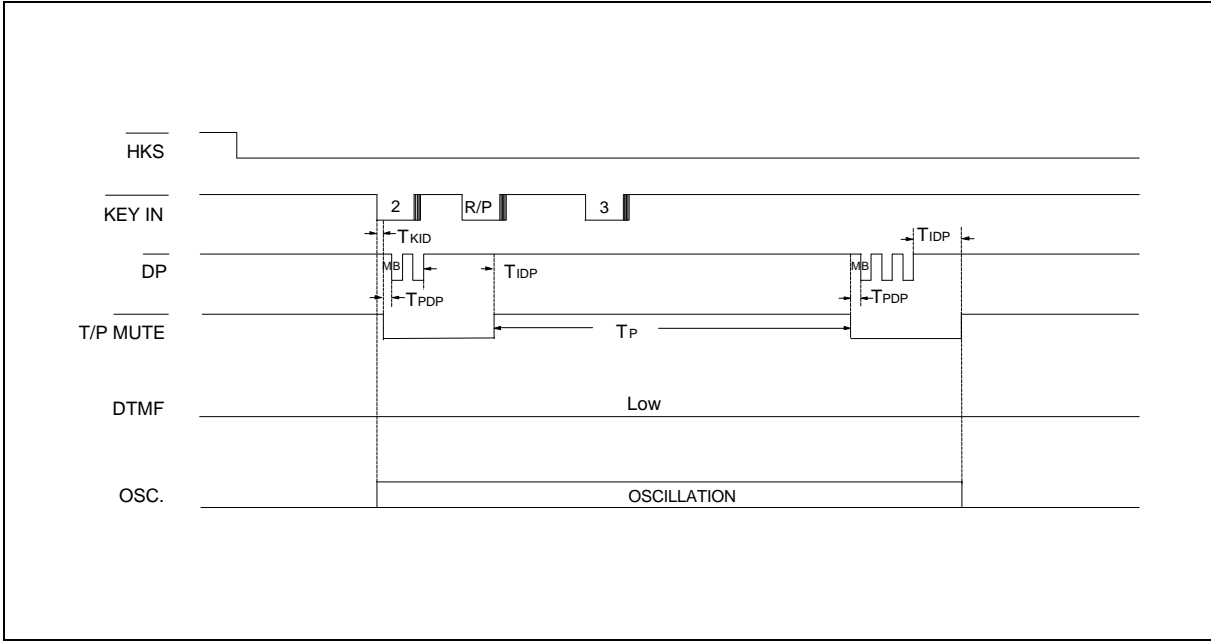 HKS
KEY IN 2 R/P 3
TKID TIDP
DP MB TIDP MB
TPDP TPDP
T/P MUTE TP
DTMF Low
OSC. OSCILLATION